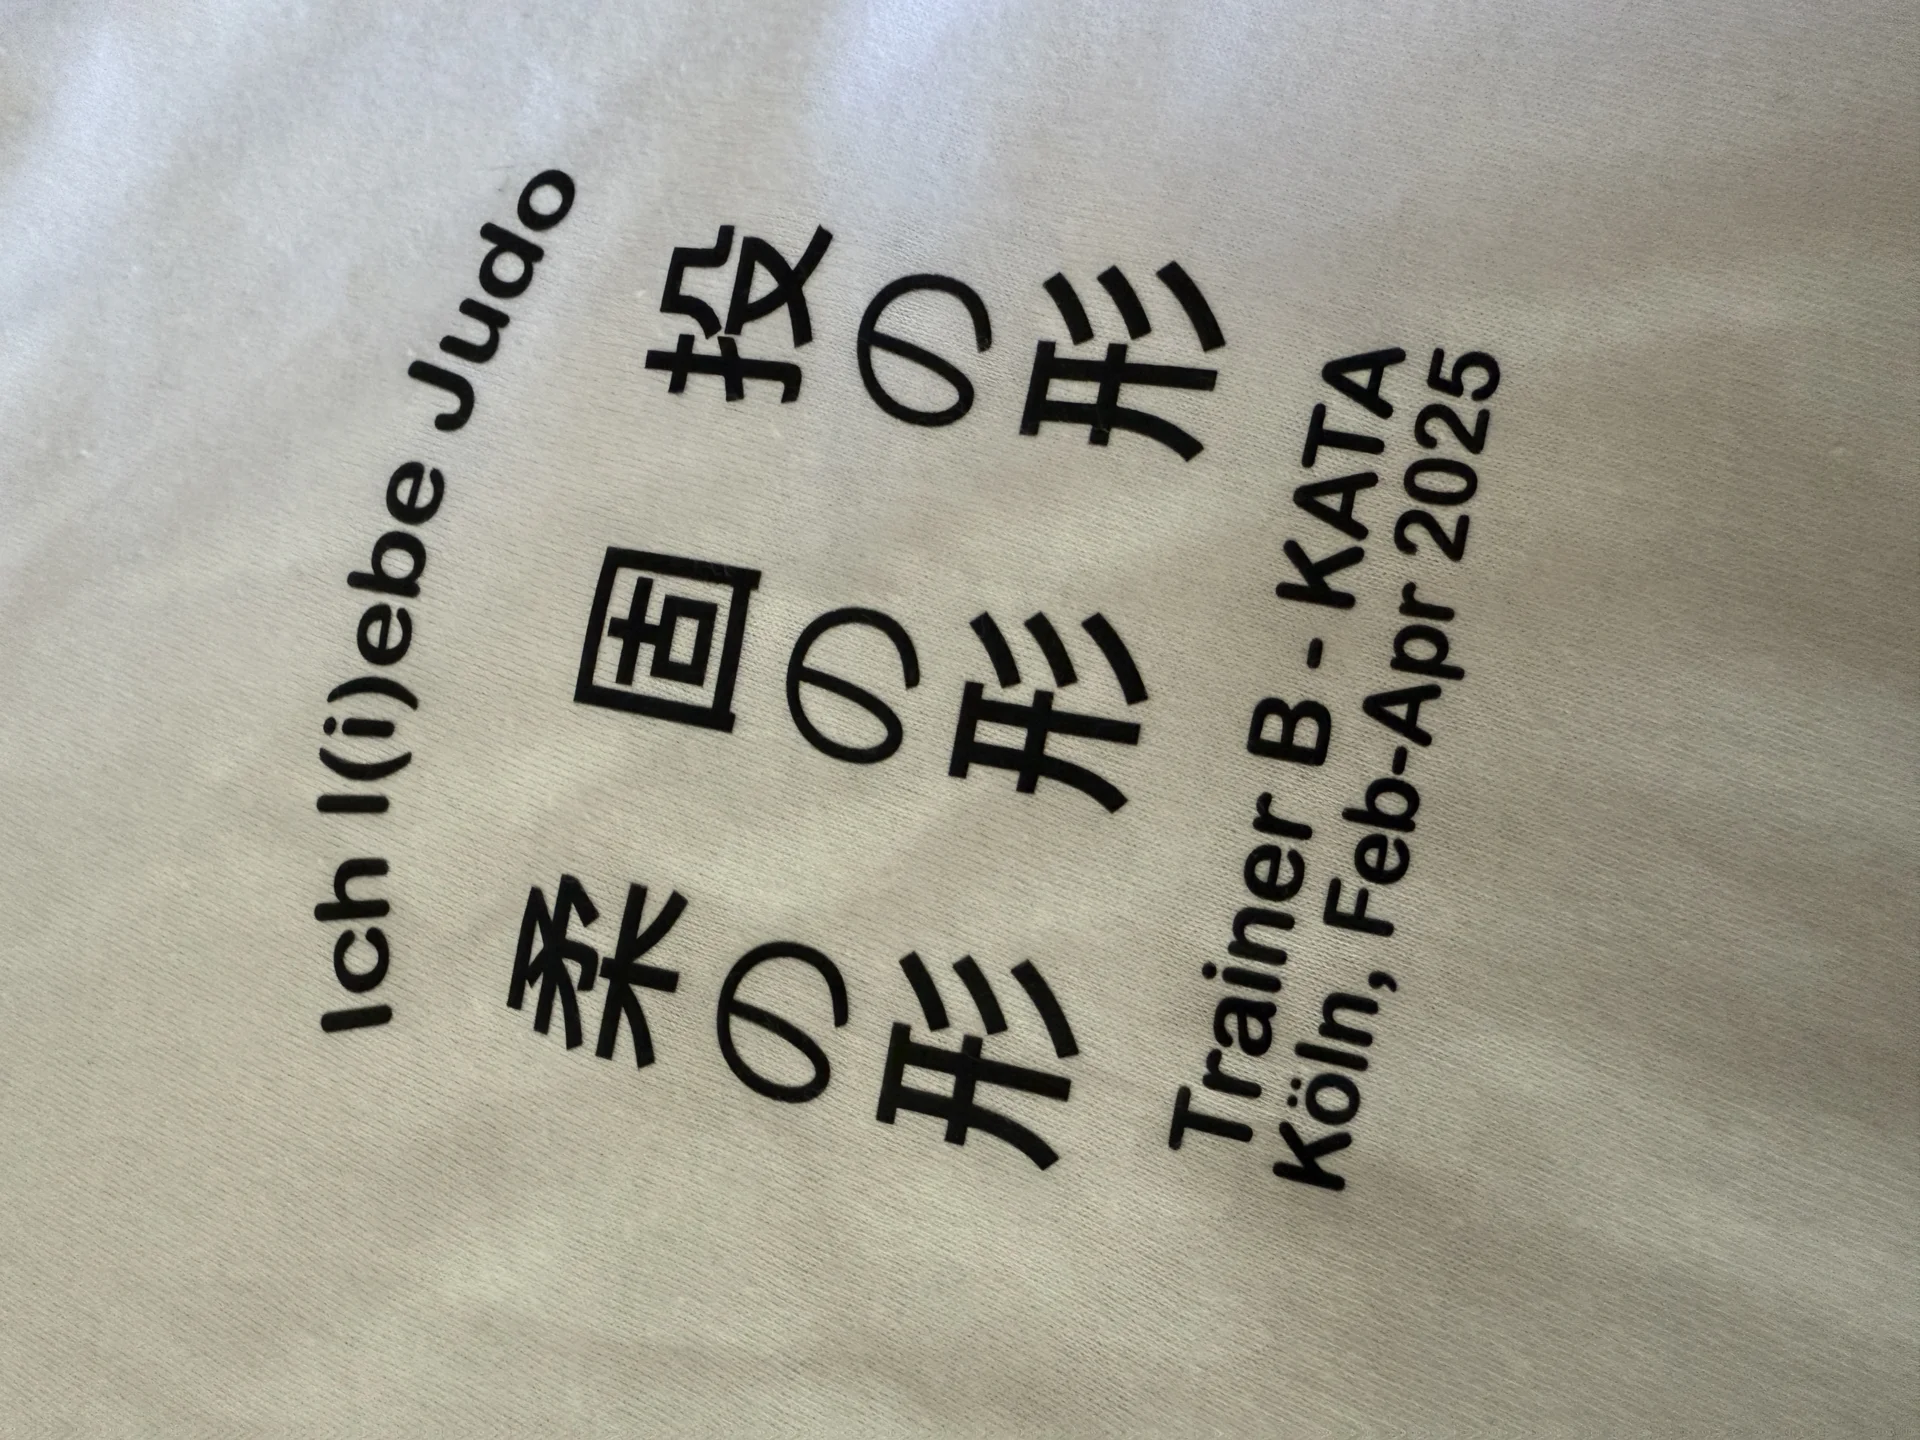 Ich l(i)ebe Judo
投の形
固の形
柔の形
Trainer B - KATA
Köln, Feb-Apr 2025